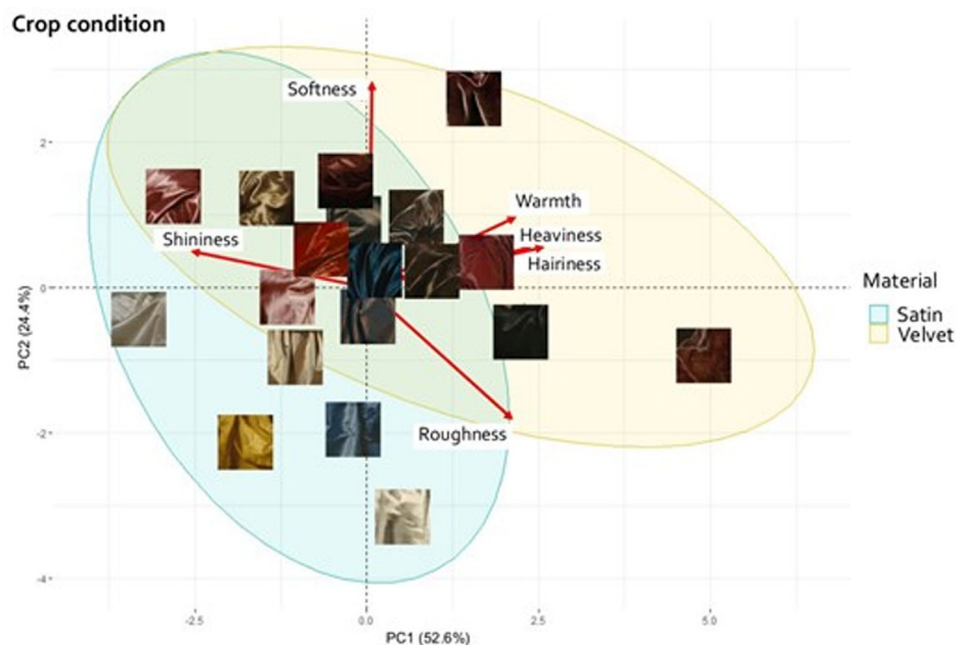 Crop condition
Softness
Warmth
Heaviness
Shininess
Hairiness
Roughness
PC2 (24.4%)
2
0
-2
-4
-2.5
0.0
2.5
5.0
PC1 (52.6%)
Material
Satin
Velvet